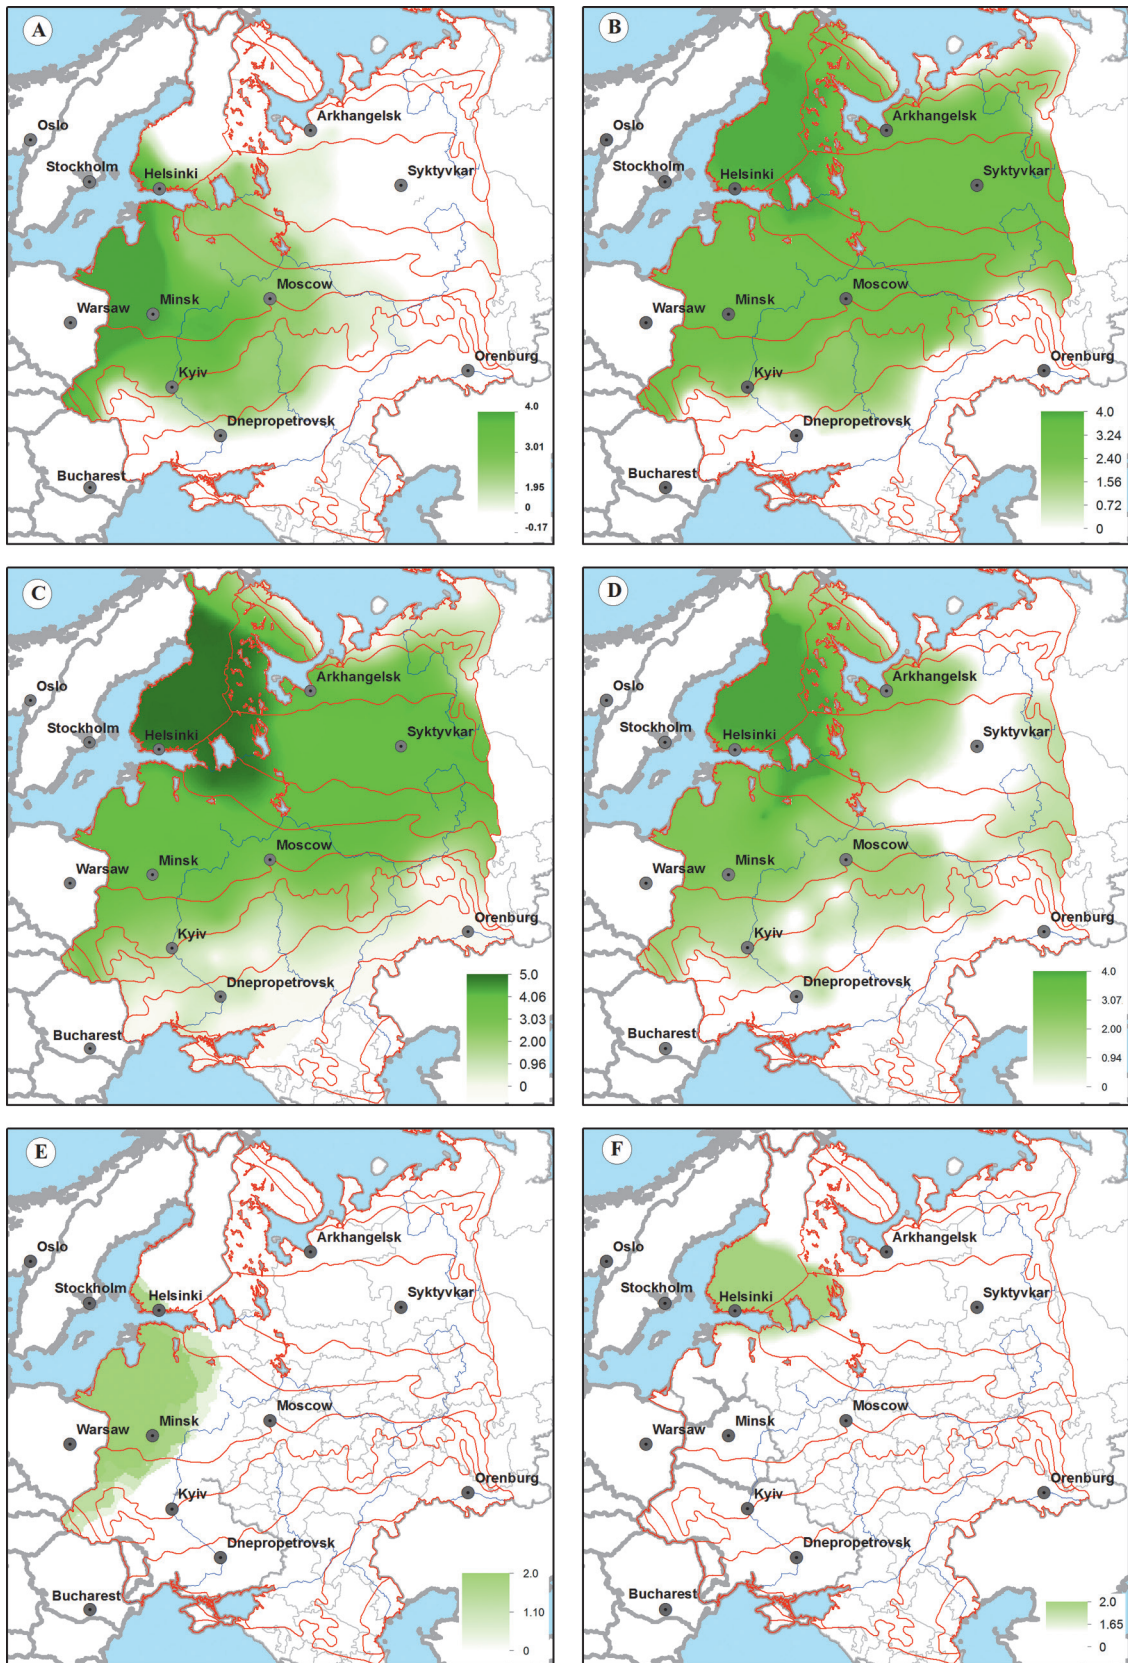 A
Oslo
Stockholm
Helsinki
Arkhangelsk
Syktyvkar
Warsaw
Minsk
Moscow
Kyiv
Orenburg
Dnepropetrovsk
Bucharest
4.0
3.01
1.95
0
-0.17
B
Oslo
Stockholm
Helsinki
Arkhangelsk
Syktyvkar
Warsaw
Minsk
Moscow
Kyiv
Orenburg
Dnepropetrovsk
Bucharest
4.0
3.24
2.40
1.56
0.72
0
C
Oslo
Stockholm
Helsinki
Arkhangelsk
Syktyvkar
Warsaw
Minsk
Moscow
Kyiv
Orenburg
Dnepropetrovsk
Bucharest
5.0
4.06
3.03
2.00
0.96
0
D
Oslo
Stockholm
Helsinki
Arkhangelsk
Syktyvkar
Warsaw
Minsk
Moscow
Kyiv
Orenburg
Dnepropetrovsk
Bucharest
4.0
3.07
2.00
0.94
0
E
Oslo
Stockholm
Helsinki
Arkhangelsk
Syktyvkar
Warsaw
Minsk
Moscow
Kyiv
Orenburg
Dnepropetrovsk
Bucharest
2.0
1.10
0
F
Oslo
Stockholm
Helsinki
Arkhangelsk
Syktyvkar
Warsaw
Minsk
Moscow
Kyiv
Orenburg
Dnepropetrovsk
Bucharest
2.0
1.65
0